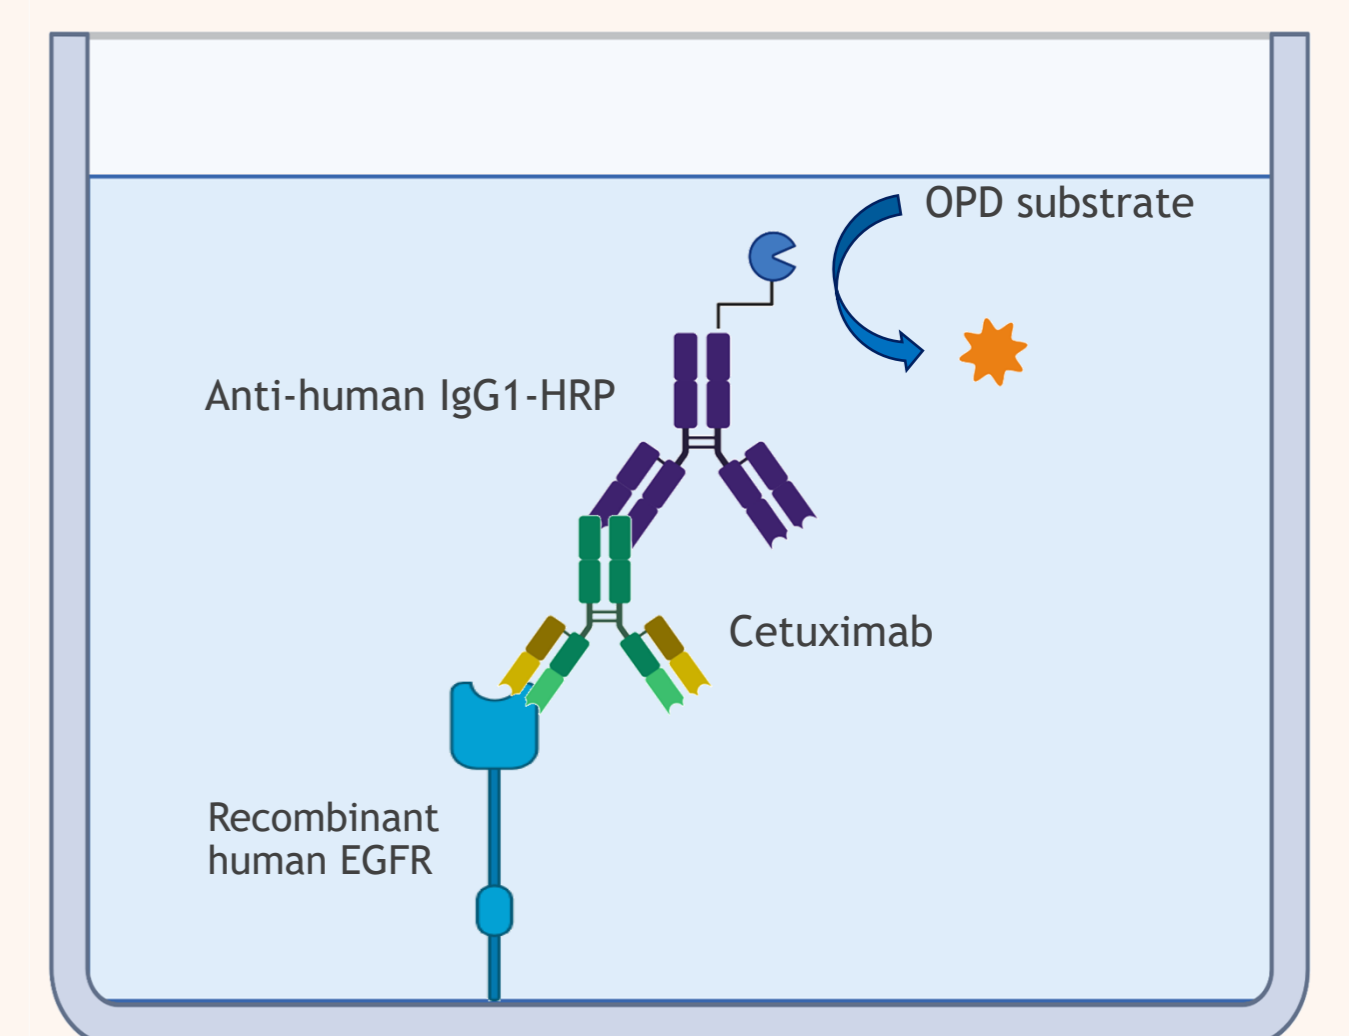 OPD substrate
Anti-human IgG1-HRP
Cetuximab
Recombinant
human EGFR